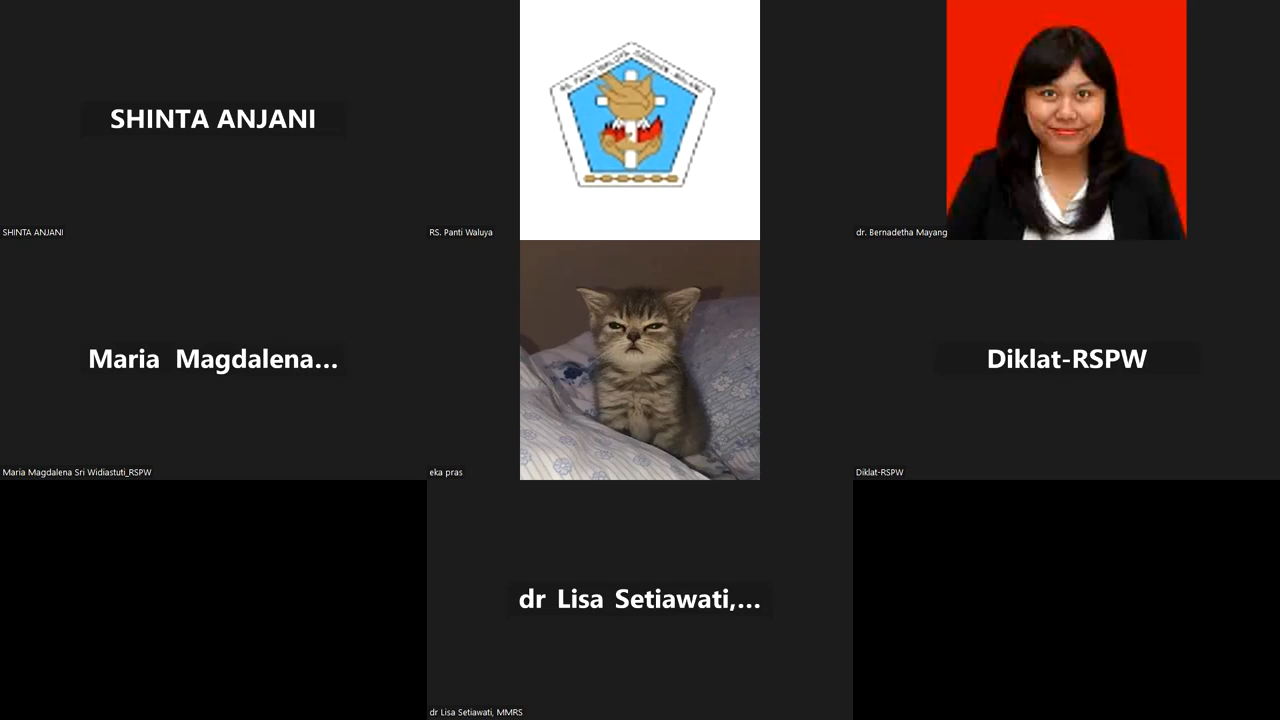 SHINTA ANJANI
SHINTA ANJANI
RS. Panti Waluya
dr. Bernadetha Mayang
Maria Magdalena...
Maria Magdalena Sri Widiastuti_RSPW
eka pras
Diklat-RSPW
Diklat-RSPW
dr Lisa Setiawati,...
dr Lisa Setiawati, MMRS